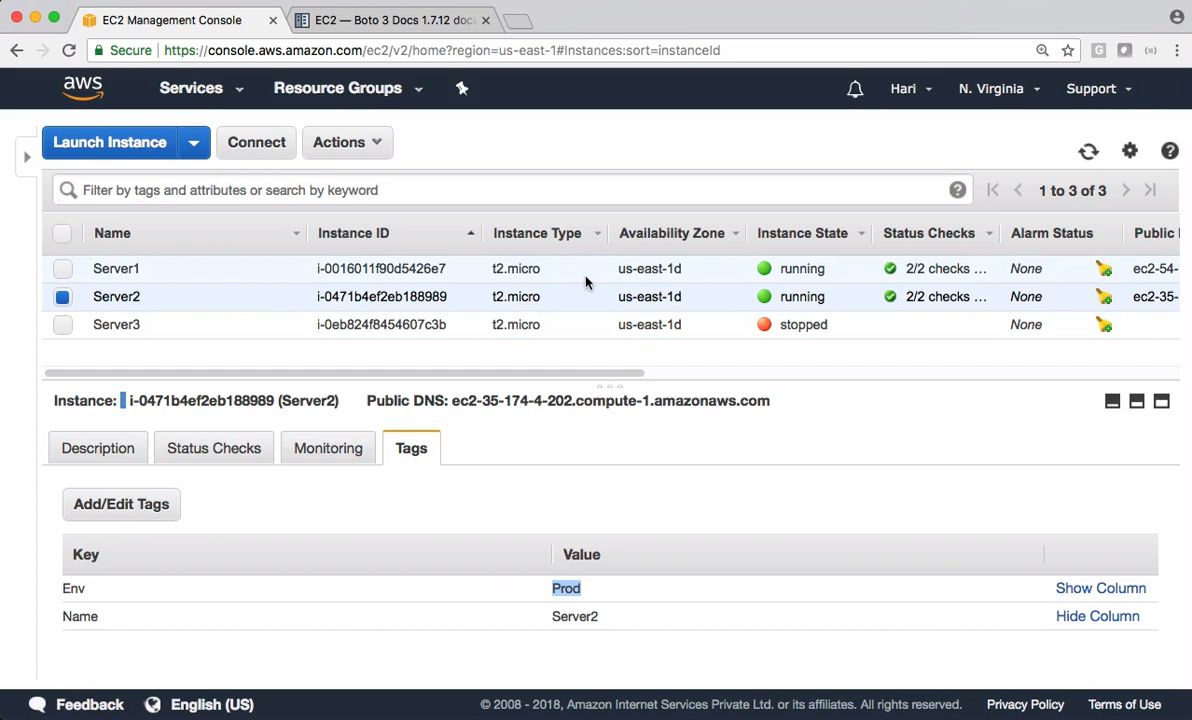 EC2 Management Console
EC2 — Boto 3 Docs 1.7.12 doc
Secure
https://console.aws.amazon.com/ec2/v2/home?region=us-east-1#Instances:sort=instanceId
aws
Services
Resource Groups
Hari
N. Virginia
Support
Launch Instance
Connect
Actions
Filter by tags and attributes or search by keyword
1 to 3 of 3
Name Instance ID Instance Type Availability Zone Instance State Status Checks Alarm Status Public
Server1 i-0016011f90d5426e7 t2.micro us-east-1d running 2/2 checks ... None ec2-54-
Server2 i-0471b4ef2eb188989 t2.micro us-east-1d running 2/2 checks ... None ec2-35-
Server3 i-0eb824f8454607c3b t2.micro us-east-1d stopped None
Instance: i-0471b4ef2eb188989 (Server2) Public DNS: ec2-35-174-4-202.compute-1.amazonaws.com
Description
Status Checks
Monitoring
Tags
Add/Edit Tags
Key Value
Env Prod Show Column
Name Server2 Hide Column
Feedback
English (US)
© 2008 - 2018, Amazon Internet Services Private Ltd. or its affiliates. All rights reserved.
Privacy Policy
Terms of Use